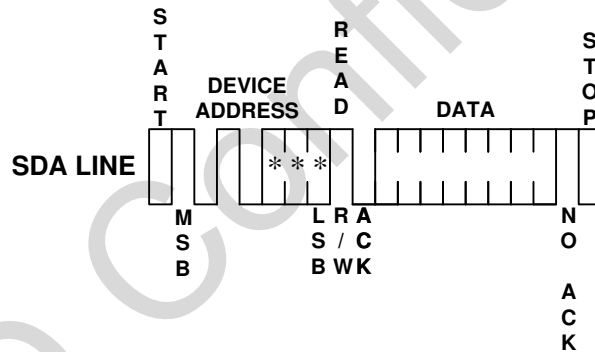 START
READ
STOP
DEVICE
ADDRESS
DATA
SDA LINE
* * *
MSB
LSB
R/W
ACK
NO ACK